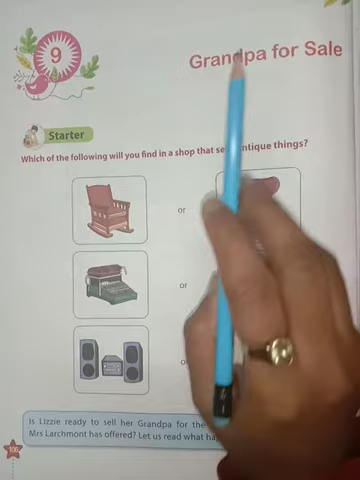 9
Grandpa for Sale
Starter
Which of the following will you find in a shop that se ntique things?
or
or
o
Is Lizzie ready to sell her Grandpa for the
Mrs Larchmont has offered? Let us read what ha
106